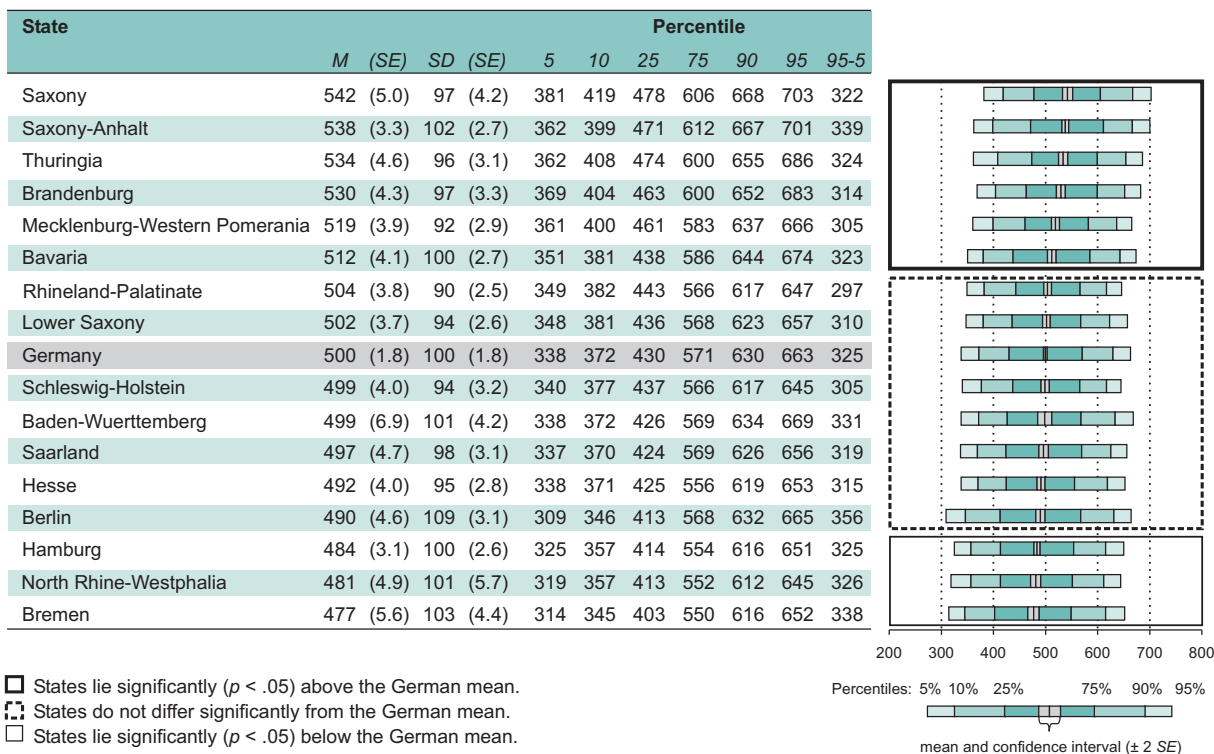 State Percentile
M (SE) SD (SE) 5 10 25 75 90 95 95-5
Saxony 542 (5.0) 97 (4.2) 381 419 478 606 668 703 322
Saxony-Anhalt 538 (3.3) 102 (2.7) 362 399 471 612 667 701 339
Thuringia 534 (4.6) 96 (3.1) 362 408 474 600 655 686 324
Brandenburg 530 (4.3) 97 (3.3) 369 404 463 600 652 683 314
Mecklenburg-Western Pomerania 519 (3.9) 92 (2.9) 361 400 461 583 637 666 305
Bavaria 512 (4.1) 100 (2.7) 351 381 438 586 644 674 323
Rhineland-Palatinate 504 (3.8) 90 (2.5) 349 382 443 566 617 647 297
Lower Saxony 502 (3.7) 94 (2.6) 348 381 436 568 623 657 310
Germany 500 (1.8) 100 (1.8) 338 372 430 571 630 663 325
Schleswig-Holstein 499 (4.0) 94 (3.2) 340 377 437 566 617 645 305
Baden-Wuerttemberg 499 (6.9) 101 (4.2) 338 372 426 569 634 669 331
Saarland 497 (4.7) 98 (3.1) 337 370 424 569 626 656 319
Hesse 492 (4.0) 95 (2.8) 338 371 425 556 619 653 315
Berlin 490 (4.6) 109 (3.1) 309 346 413 568 632 665 356
Hamburg 484 (3.1) 100 (2.6) 325 357 414 554 616 651 325
North Rhine-Westphalia 481 (4.9) 101 (5.7) 319 357 413 552 612 645 326
Bremen 477 (5.6) 103 (4.4) 314 345 403 550 616 652 338
200 300 400 500 600 700 800
States lie significantly (p < .05) above the German mean.
States do not differ significantly from the German mean.
States lie significantly (p < .05) below the German mean.
Percentiles: 5% 10% 25% 75% 90% 95%
mean and confidence interval (± 2 SE)